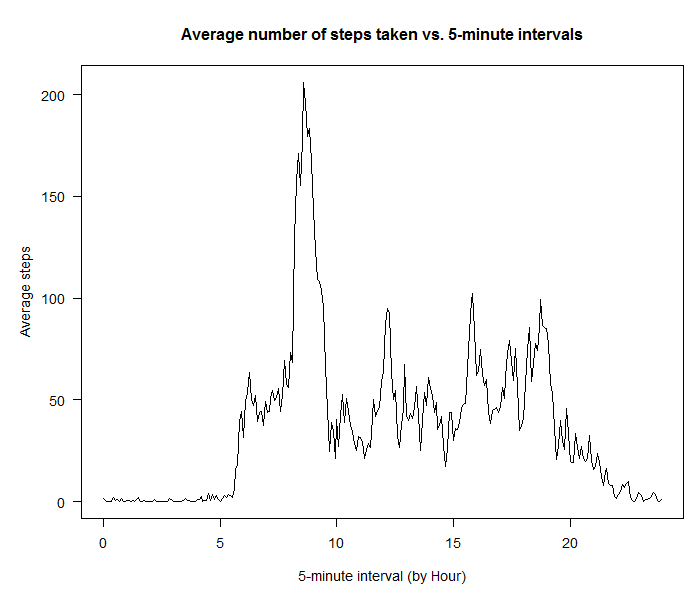 Average number of steps taken vs. 5-minute intervals
Average steps
200
150
100
50
0
0 5 10 15 20
5-minute interval (by Hour)